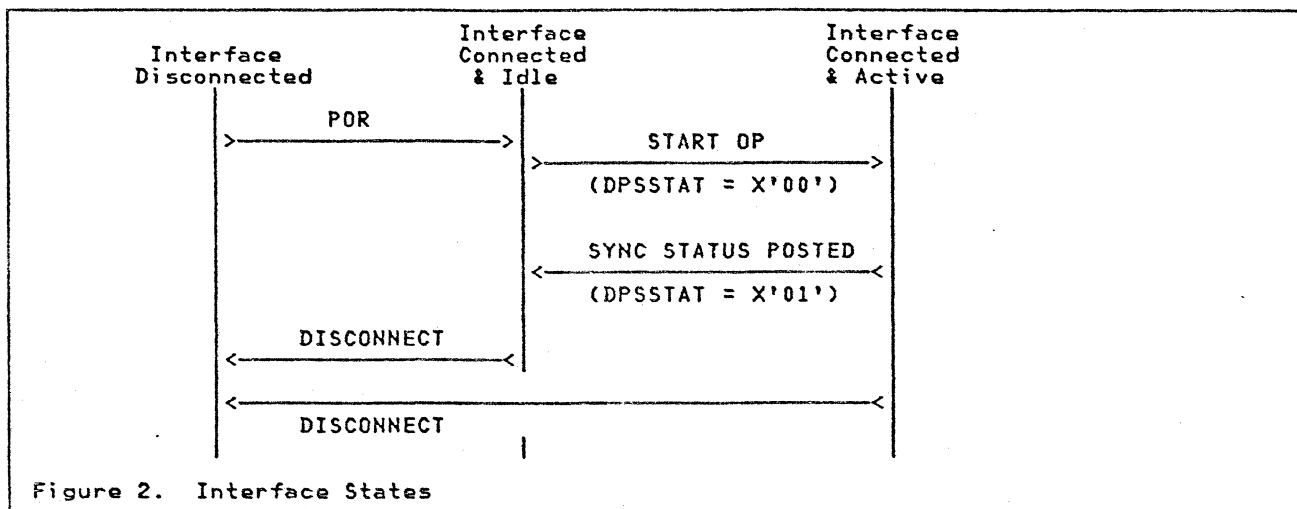 Interface
Disconnected
Interface
Connected
& Idle
Interface
Connected
& Active
POR
START OP
(DPSSTAT = X'00')
SYNC STATUS POSTED
(DPSSTAT = X'01')
DISCONNECT
DISCONNECT
Figure 2. Interface States